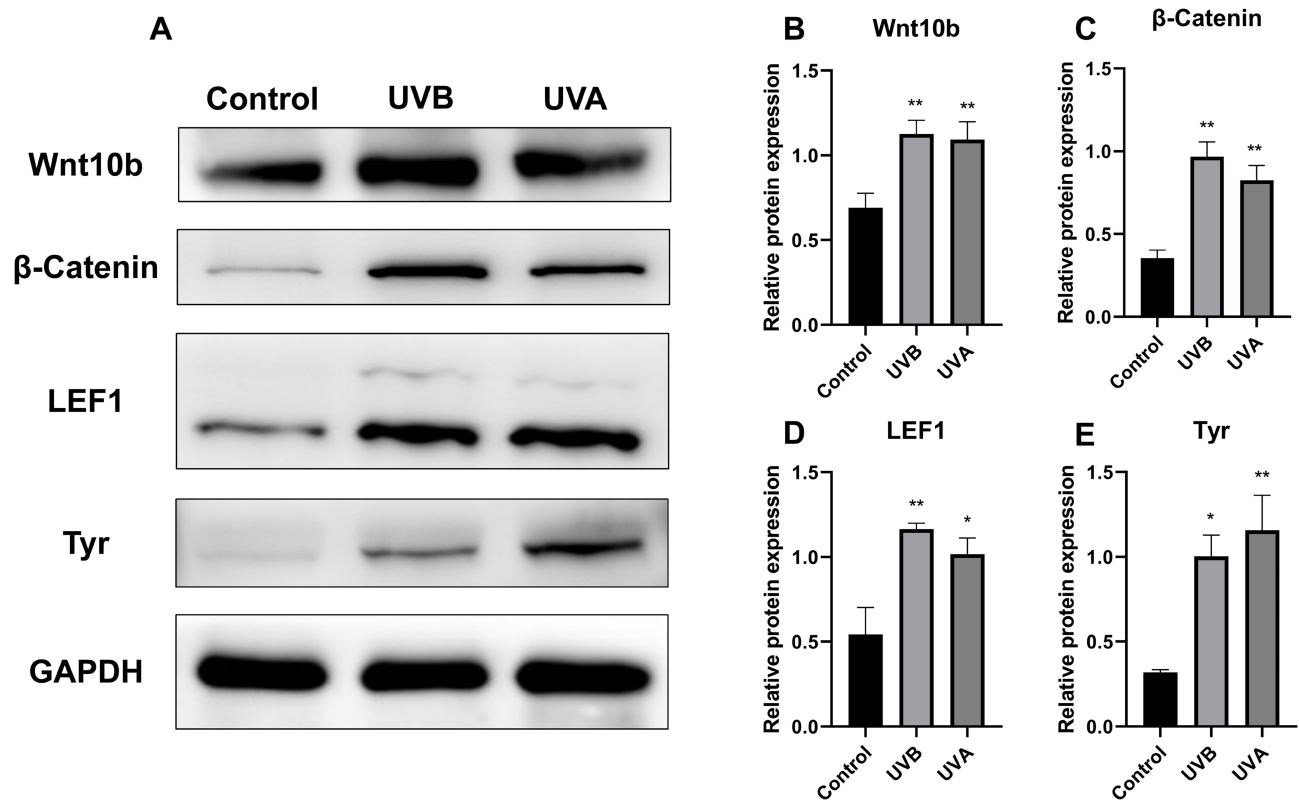 A
Control UVB UVA
Wnt10b
β-Catenin
LEF1
Tyr
GAPDH
B Wnt10b
Relative protein expression
1.5
1.0
0.5
0.0
** **
Control UVB UVA
C β-Catenin
Relative protein expression
1.5
1.0
0.5
0.0
** **
Control UVB UVA
D LEF1
Relative protein expression
1.5
1.0
0.5
0.0
** *
Control UVB UVA
E Tyr
Relative protein expression
1.5
1.0
0.5
0.0
* **
Control UVB UVA